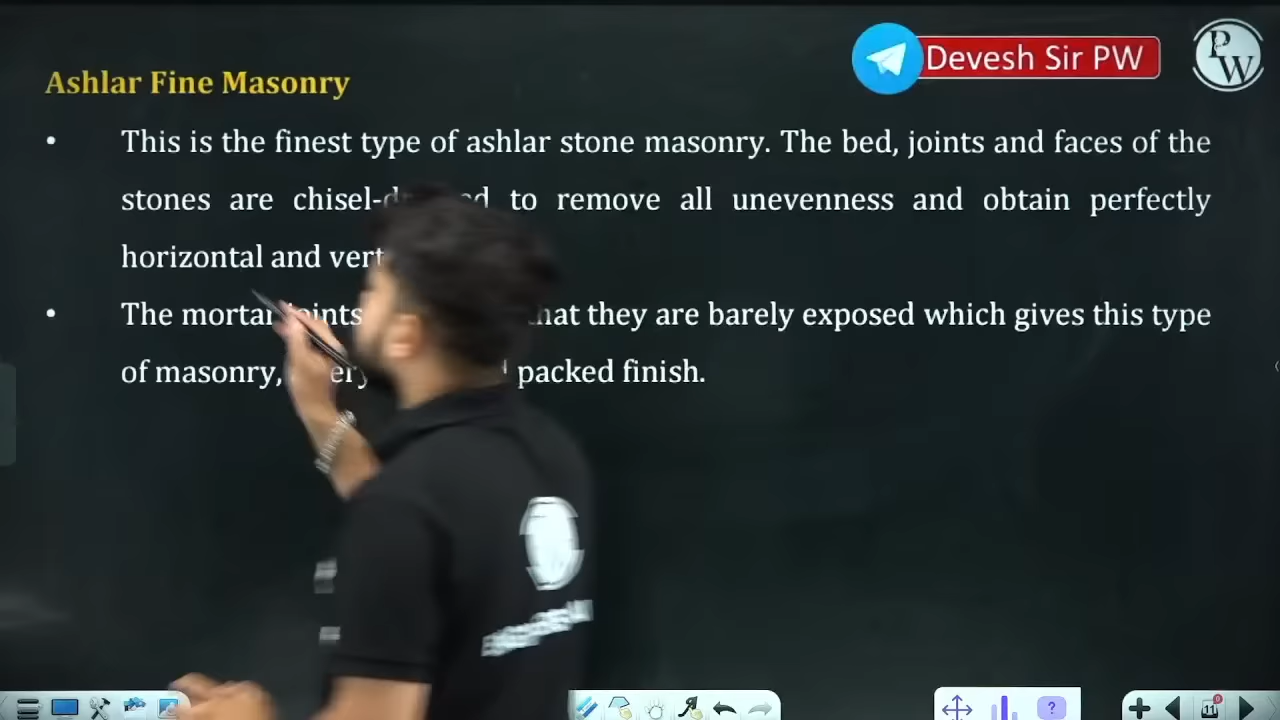 Devesh Sir PW
PW
Ashlar Fine Masonry
• This is the finest type of ashlar stone masonry. The bed, joints and faces of the
stones are to remove all unevenness and obtain perfectly
horizontal and
• The mortar joints that they are barely exposed which gives this type
of masonry, packed finish.
11